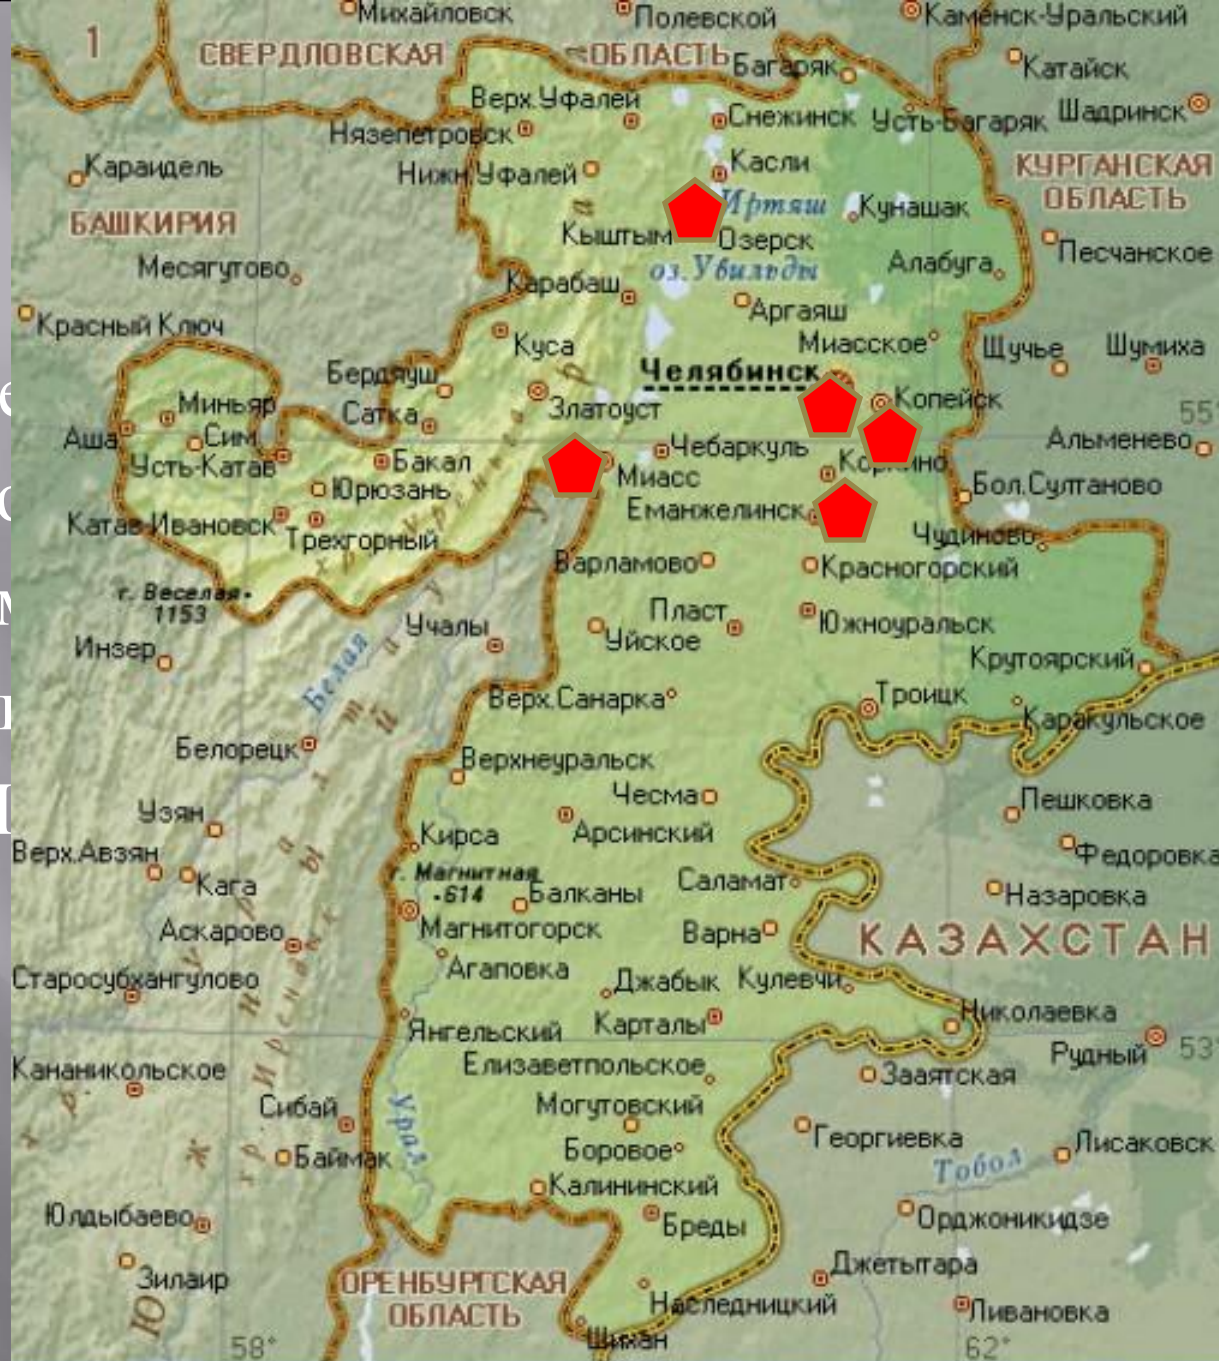 Михайловск
Полевской
Каменск-Уральский
1
СВЕРДЛОВСКАЯ ОБЛАСТЬ
Багаряк
Катайск
Верх.Уфалей
Снежинск
Усть-Багаряк
Шадринск
Нязепетровск
Караидель
Нижн.Уфалей
Касли
КУРГАНСКАЯ
ОБЛАСТЬ
БАШКИРИЯ
Иртяш
Кунашак
Кыштым
Озерск
Песчанское
Месягутово
оз.Увильды
Алабуга
Карабаш
Аргаяш
Красный Ключ
Куса
Миасское
Щучье
Шумиха
Бердяуш
Челябинск
Миньяр
Сатка
Златоуст
Копейск
55°
Аша
Сим
Чебаркуль
Альменево
Усть-Катав
Бакал
Коркино
Юрюзань
Миасс
Бол.Султаново
Катав-Ивановск
Трехгорный
Еманжелинск
Чудиново
Варламово
Красногорский
г. Веселая
1153
Учалы
Пласт
Уйское
Южноуральск
Инзер
Белая
Крутоярский
Верх.Санарка
Троицк
Каракульское
Белорецк
Верхнеуральск
Чесма
Пешковка
Узян
Кирса
Арсинский
Верх.Авзян
Федоровка
Кага
г. Магнитная
614
Балканы
Саламат
Назаровка
Аскарово
Магнитогорск
Варна
КАЗАХСТАН
Агаповка
Старосубхангулово
Джабык
Кулевчи
Янгельский
Карталы
Николаевка
Рудный
53°
Кананикольское
Елизаветпольское
Зааятская
Сибай
Урал
Могутовский
Георгиевка
Лисаковск
Баймак
Боровое
Тобол
Калининский
Юлдыбаево
Бреды
Орджоникидзе
Зилаир
ОРЕНБУРГСКАЯ
ОБЛАСТЬ
Джетыгара
Наследницкий
Ливановка
Шихан
58°
62°